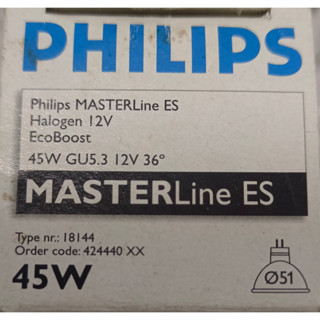 PHILIPS
Philips MASTERLine ES
Halogen 12V
EcoBoost
45W GU5.3 12V 36º
MASTERLine ES
Type nr.: 18144
Order code: 424440 XX
45W
Ø51